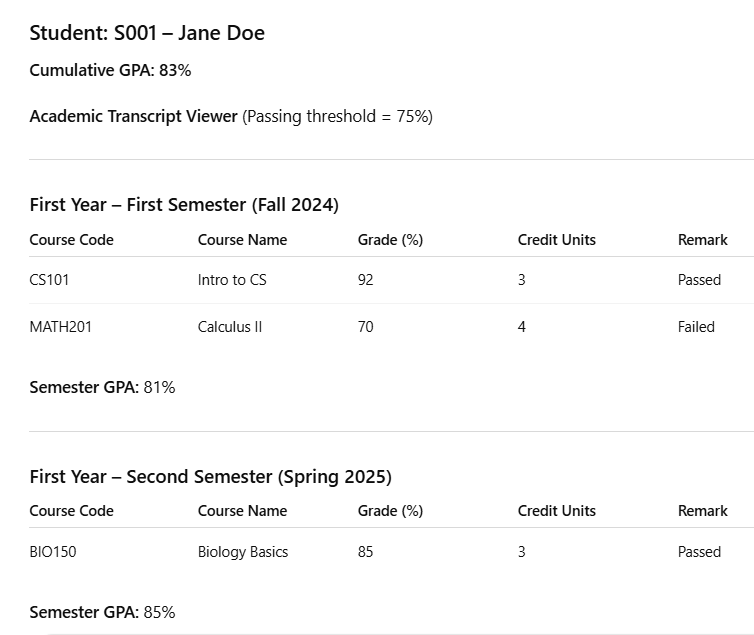 Student: S001 – Jane Doe
Cumulative GPA: 83%
Academic Transcript Viewer (Passing threshold = 75%)
First Year – First Semester (Fall 2024)
Course Code Course Name Grade (%) Credit Units Remark
CS101 Intro to CS 92 3 Passed
MATH201 Calculus II 70 4 Failed
Semester GPA: 81%
First Year – Second Semester (Spring 2025)
Course Code Course Name Grade (%) Credit Units Remark
BIO150 Biology Basics 85 3 Passed
Semester GPA: 85%